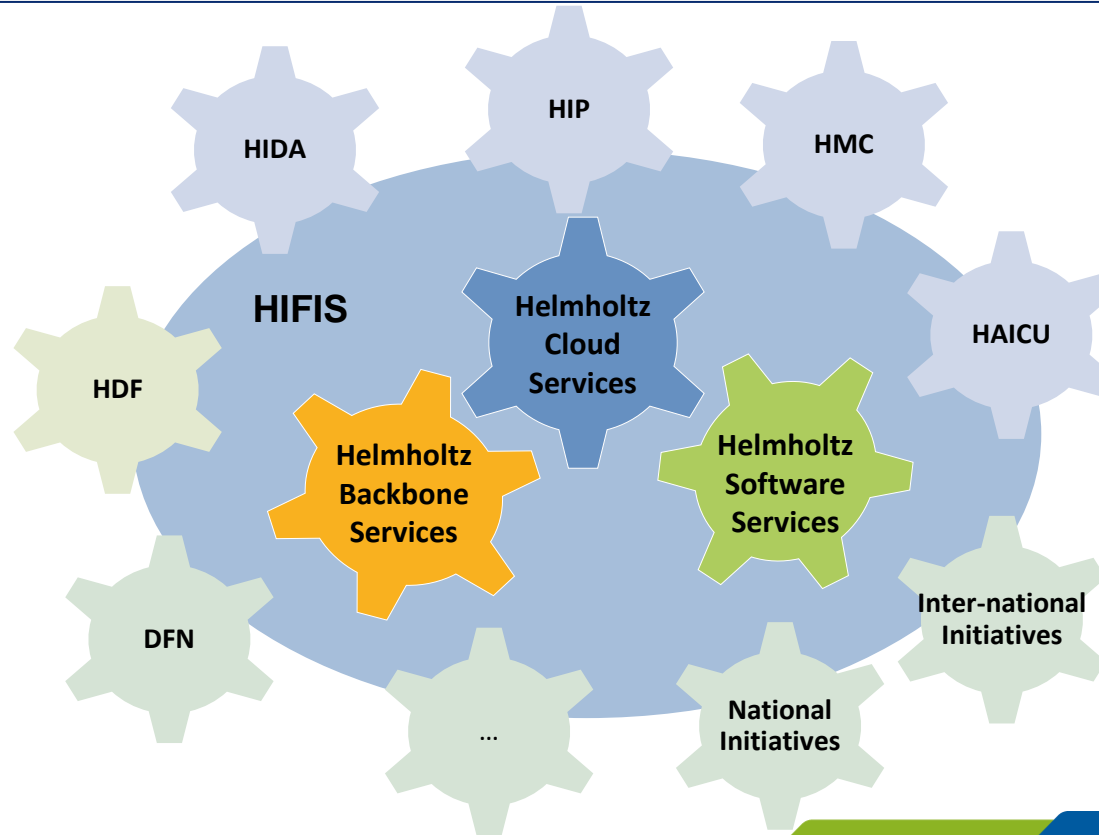 HIP
HMC
HIDA
HIFIS
Helmholtz
Cloud
Services
HAICU
HDF
Helmholtz
Backbone
Services
Helmholtz
Software
Services
Inter-national
Initiatives
DFN
...
National
Initiatives